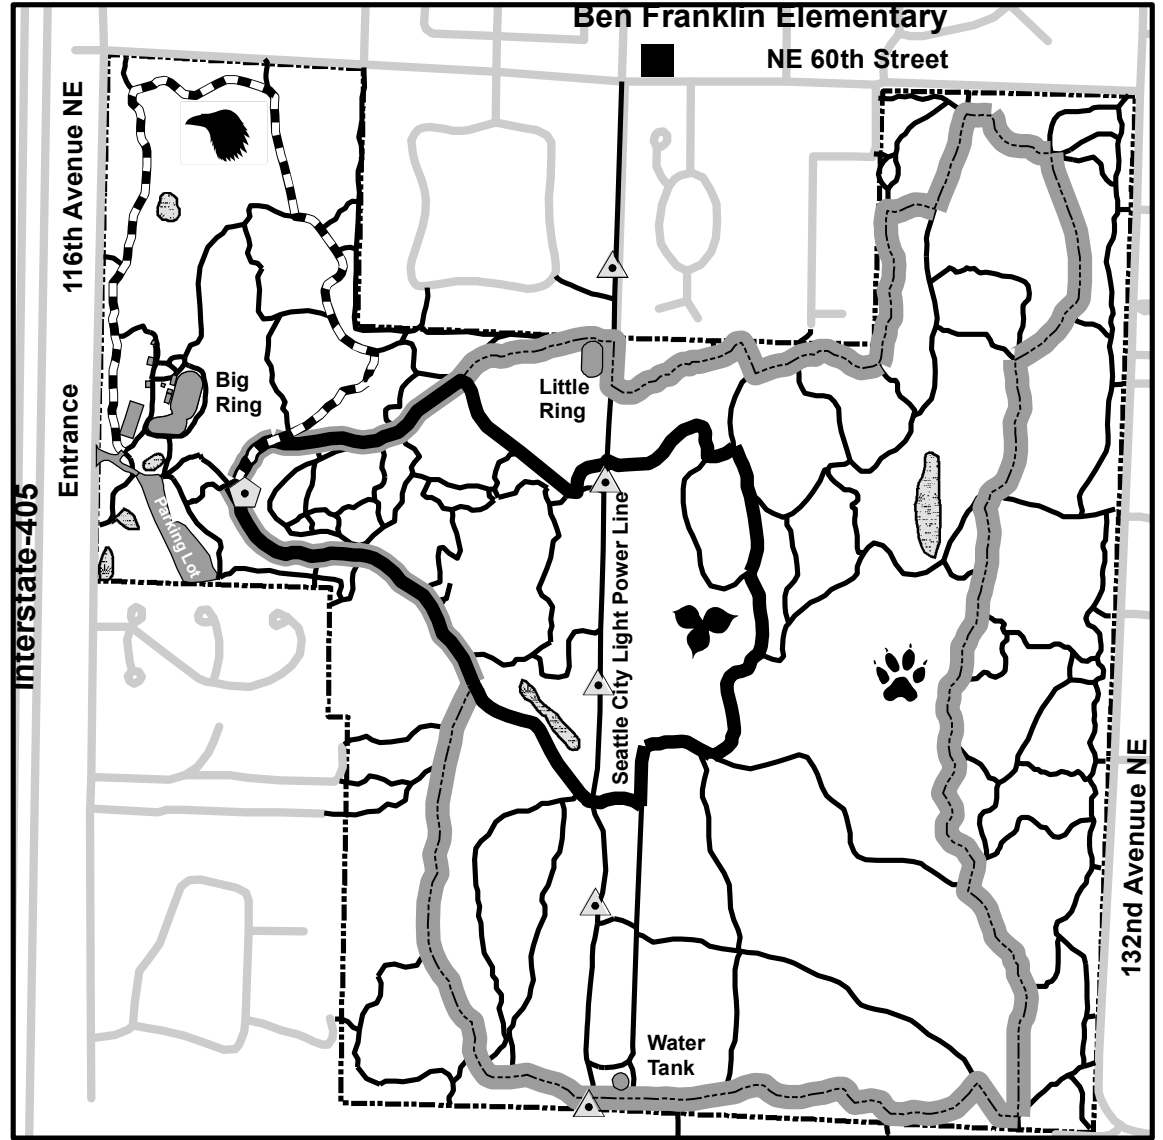 Ben Franklin Elementary
NE 60th Street
116th Avenue NE
Big
Ring
Little
Ring
Entrance
Parking Lot
Interstate-405
Seattle City Light Power Line
132nd Avenuue NE
Water
Tank